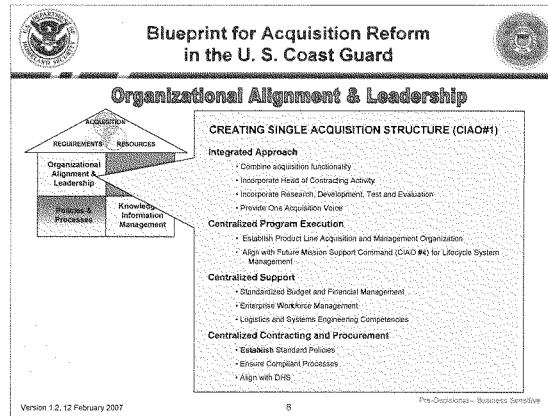 U.S. DEPARTMENT OF
HOMELAND SECURITY
Blueprint for Acquisition Reform
in the U. S. Coast Guard
Organizational Alignment & Leadership
ACQUISITION
REQUIREMENTS RESOURCES
Organizational
Alignment &
Leadership
Policies &
Processes
Knowledge
Information
Management
CREATING SINGLE ACQUISITION STRUCTURE (CIAO#1)
Integrated Approach
• Combine acquisition functionality
• Incorporate Head of Contracting Activity
• Incorporate Research, Development, Test and Evaluation
• Provide One Acquisition Voice
Centralized Program Execution
• Establish Product Line Acquisition and Management Organization
• Align with Future Mission Support Command (CIAO #4) for Lifecycle System
Management
Centralized Support
• Standardized Budget and Financial Management
• Enterprise Workforce Management
• Logistics and Systems Engineering Competencies
Centralized Contracting and Procurement
• Establish Standard Policies
• Ensure Compliant Processes
• Align with DHS
Version 1.2, 12 February 2007
8
Pre-Decisional – Business Sensitive